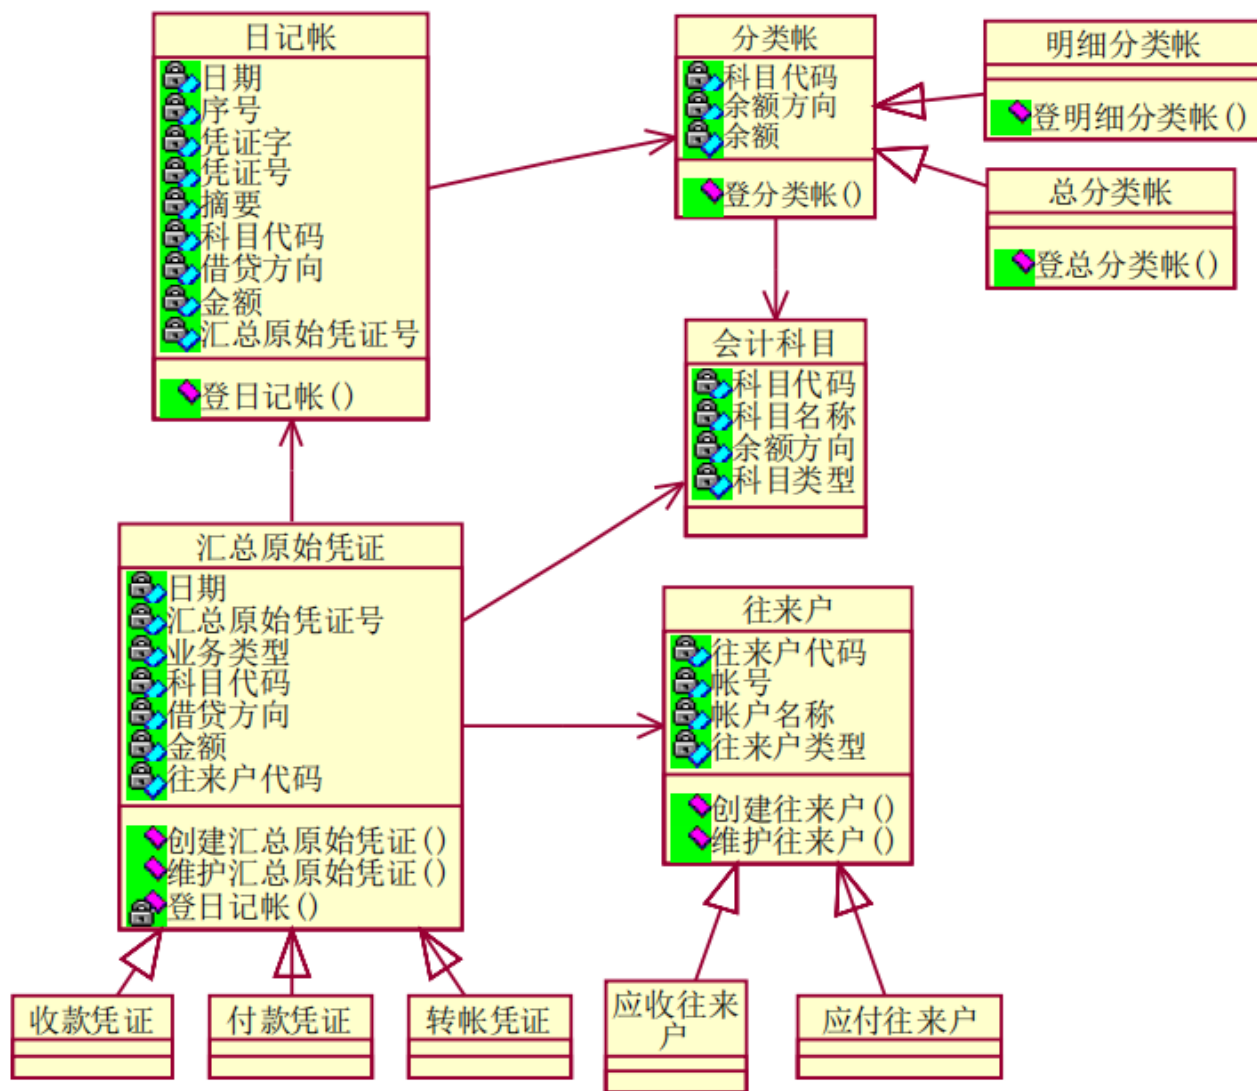 日记帐
日期
序号
凭证字
凭证号
摘要
科目代码
借贷方向
金额
汇总原始凭证号
登日记帐()
分类帐
科目代码
余额方向
余额
登分类帐()
明细分类帐
登明细分类帐()
总分类帐
登总分类帐()
会计科目
科目代码
科目名称
余额方向
科目类型
汇总原始凭证
日期
汇总原始凭证号
业务类型
科目代码
借贷方向
金额
往来户代码
创建汇总原始凭证()
维护汇总原始凭证()
登日记帐()
往来户
往来户代码
帐号
帐户名称
往来户类型
创建往来户()
维护往来户()
收款凭证
付款凭证
转帐凭证
应收往来
户
应付往来户